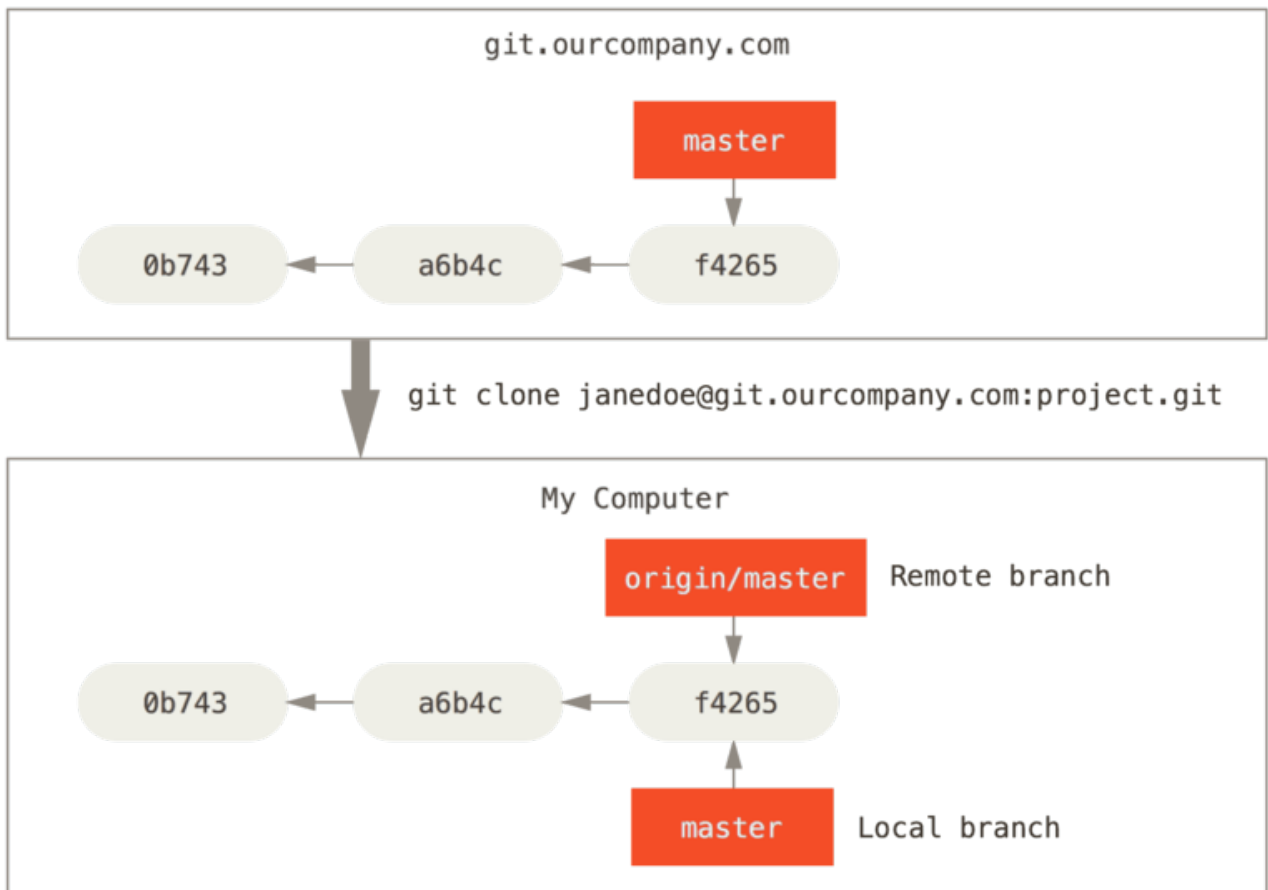 git.ourcompany.com
master
0b743 a6b4c f4265
git clone janedoe@git.ourcompany.com:project.git
My Computer
origin/master Remote branch
0b743 a6b4c f4265
master Local branch